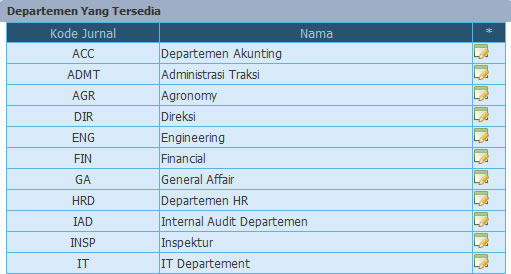 Departemen Yang Tersedia
Kode Jurnal Nama *
ACC Departemen Akunting
ADMT Administrasi Traksi
AGR Agronomy
DIR Direksi
ENG Engineering
FIN Financial
GA General Affair
HRD Departemen HR
IAD Internal Audit Departemen
INSP Inspektur
IT IT Departement